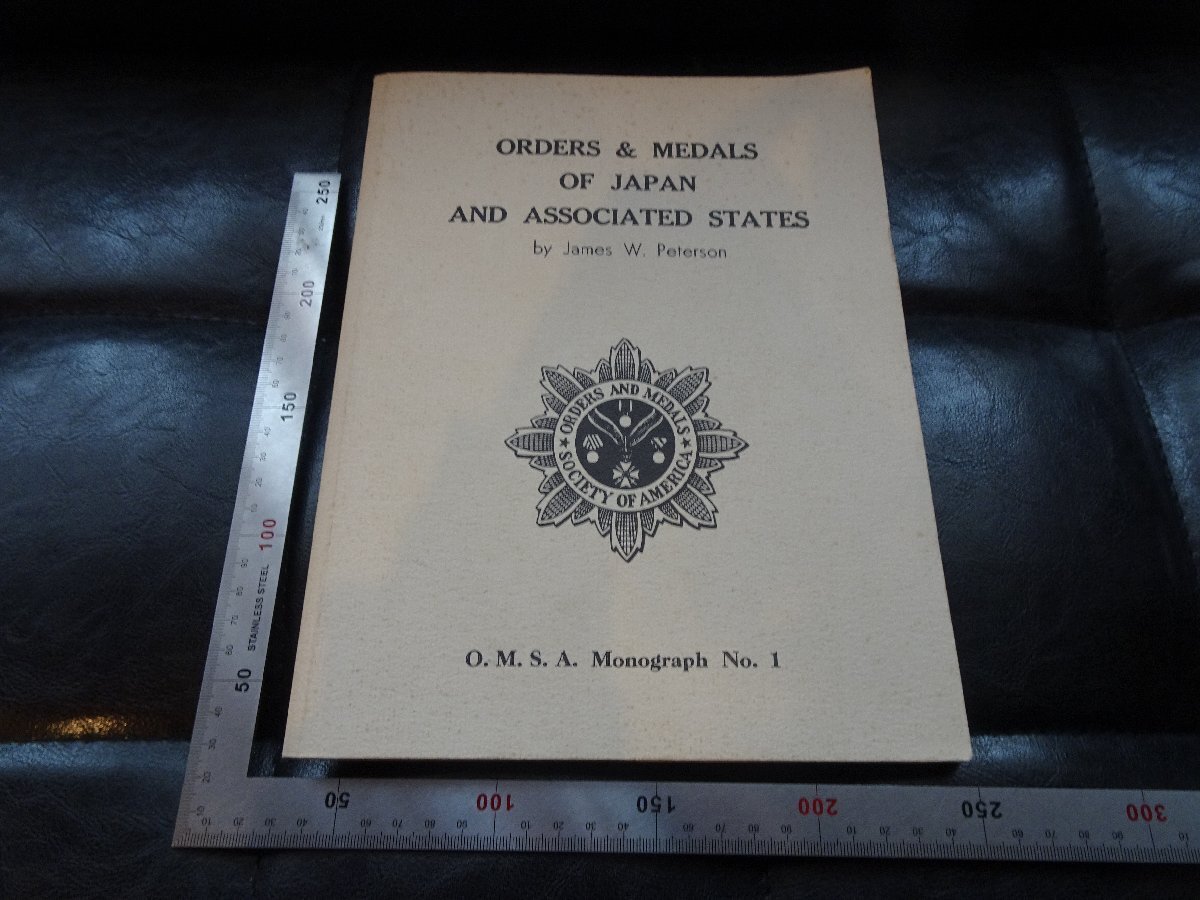 ORDERS & MEDALS
OF JAPAN
AND ASSOCIATED STATES
by James W. Peterson
ORDERS AND MEDALS
★ SOCIETY OF AMERICA ★
O. M. S. A. Monograph No. 1
250
200
150
100
STAINLESS STEEL
50
50
100
150
200
250
300